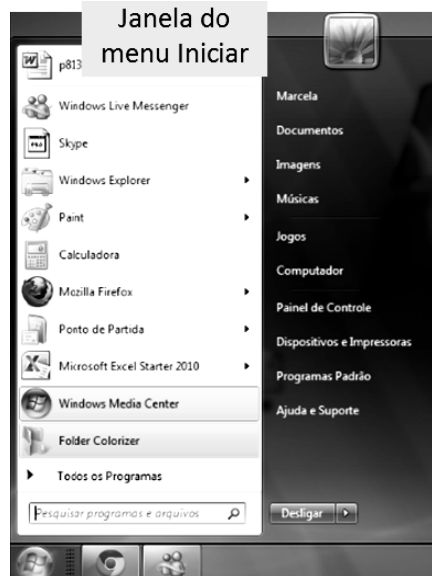 Janela do
menu Iniciar
p813
Windows Live Messenger
Skype
Windows Explorer
Paint
Calculadora
Mozilla Firefox
Ponto de Partida
Microsoft Excel Starter 2010
Windows Media Center
Folder Colorizer
Todos os Programas
Pesquisar programas e arquivos
Marcela
Documentos
Imagens
Músicas
Jogos
Computador
Painel de Controle
Dispositivos e Impressoras
Programas Padrão
Ajuda e Suporte
Desligar